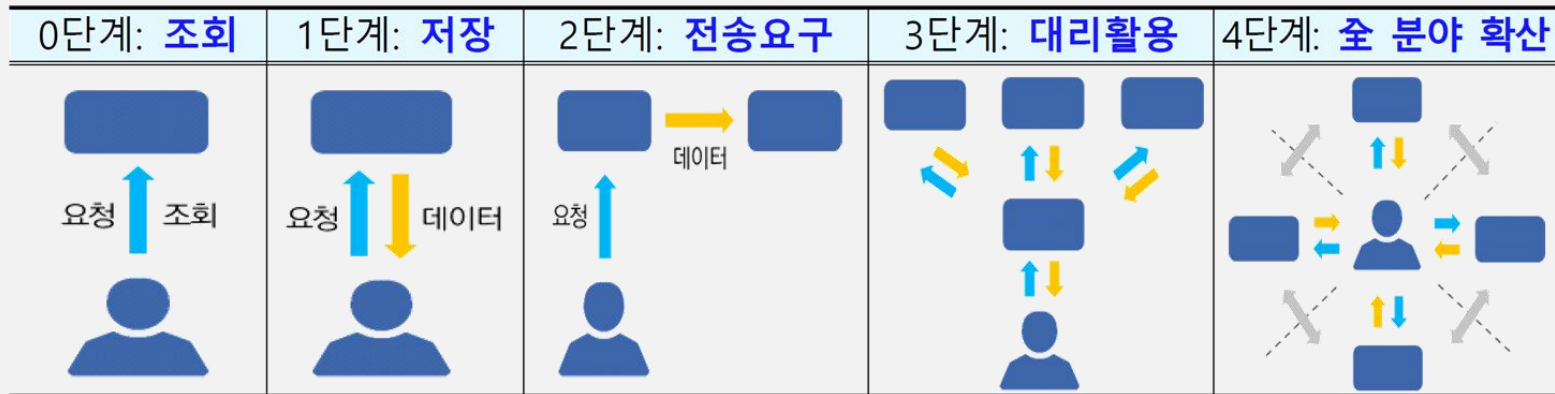 0단계: 조회
1단계: 저장
2단계: 전송요구
3단계: 대리활용
4단계: 全 분야 확산
요청 조회
요청 데이터
데이터
요청